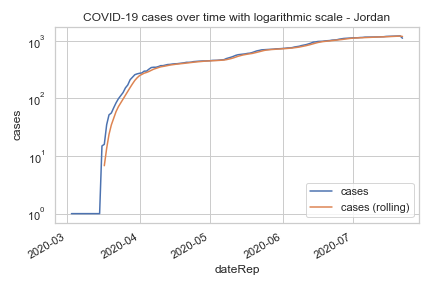 COVID-19 cases over time with logarithmic scale - Jordan
cases
10³
10²
10¹
10⁰
2020-03
2020-04
2020-05
2020-06
2020-07
dateRep
cases
cases (rolling)